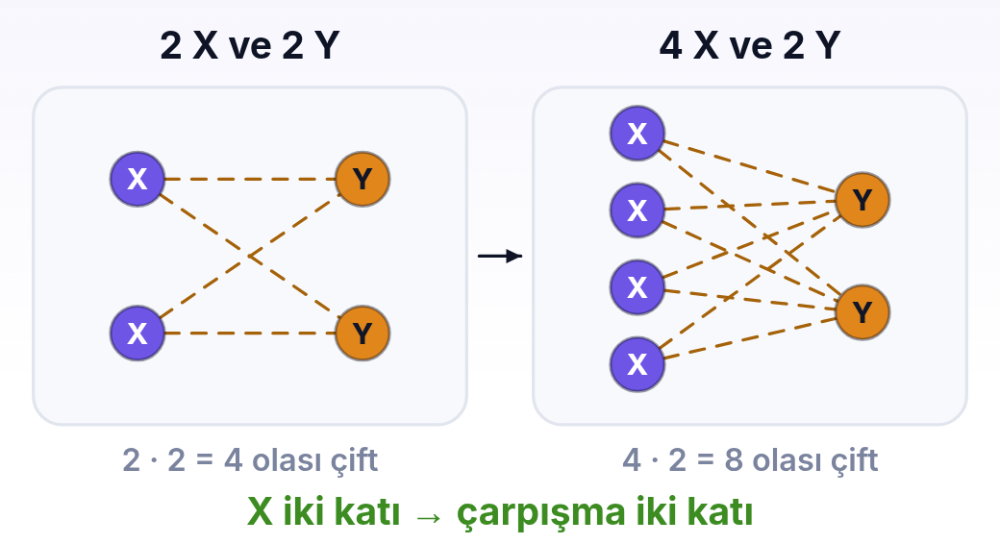 2 X ve 2 Y
4 X ve 2 Y
X
Y
X
Y
X
X
X
X
Y
Y
2 · 2 = 4 olası çift
4 · 2 = 8 olası çift
X iki katı → çarpışma iki katı